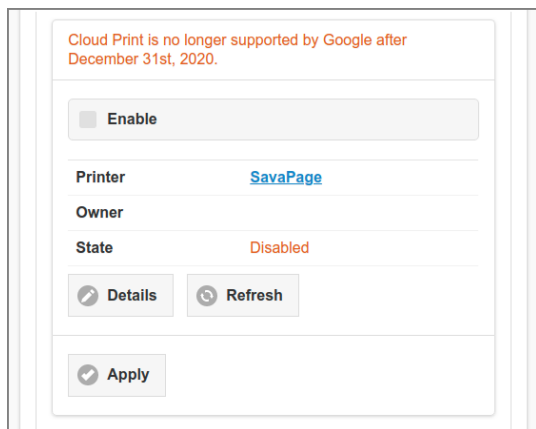 Cloud Print is no longer supported by Google after
December 31st, 2020.
Enable
Printer SavaPage
Owner
State Disabled
Details Refresh
Apply